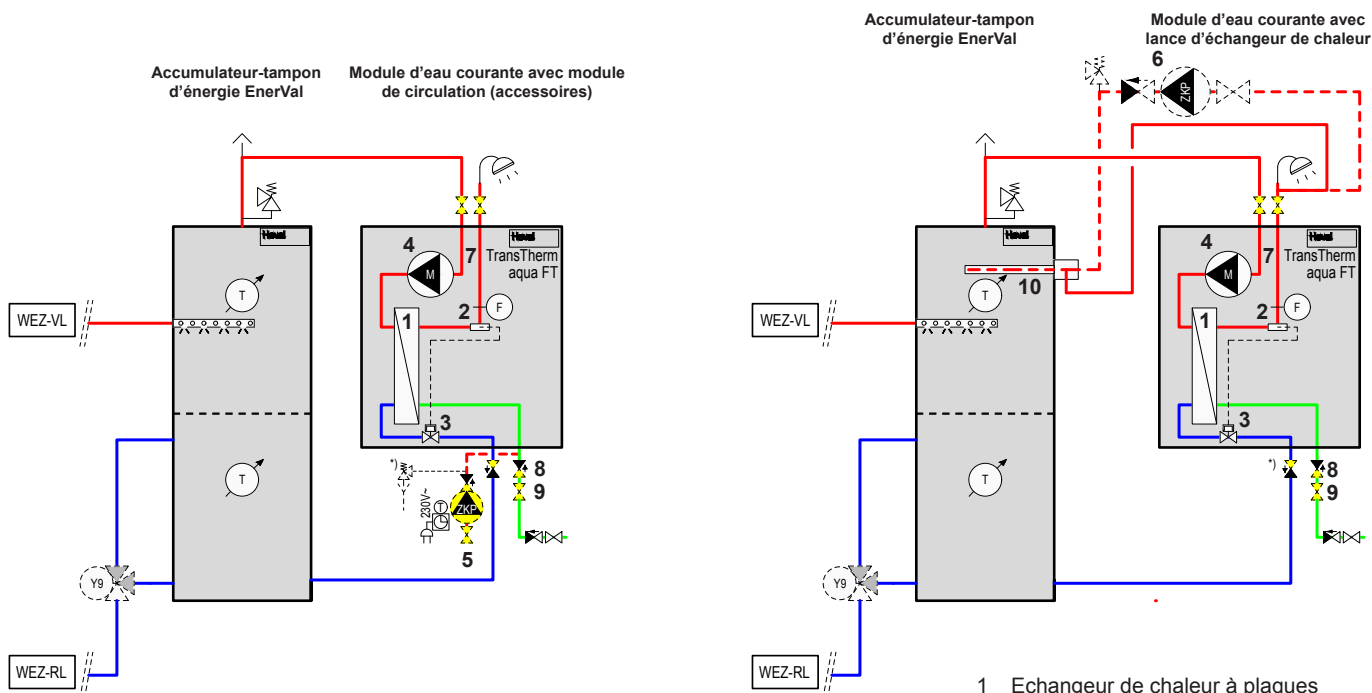 Accumulateur-tampon
d'énergie EnerVal
Module d'eau courante avec module
de circulation (accessoires)
Hoval
Hoval
TransTherm
aqua FT
4
7
M
T
2
F
1
WEZ-VL
3
T
*)
8
230V~
T
ZKP
9
5
Y9
WEZ-RL
Accumulateur-tampon
d'énergie EnerVal
Module d'eau courante avec
lance d'échangeur de chaleur
6
ZKP
Hoval
Hoval
TransTherm
aqua FT
4
7
M
10
T
2
F
1
WEZ-VL
3
T
*)
8
9
Y9
WEZ-RL
1 Echangeur de chaleur à plaques